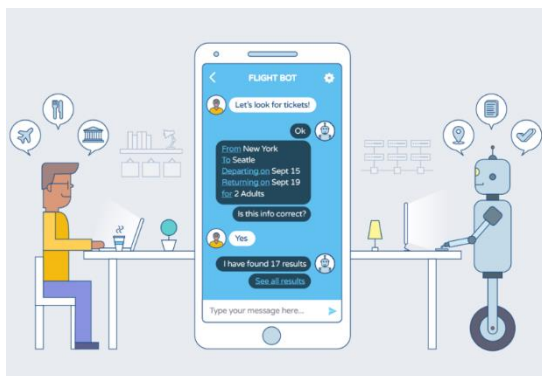 FLIGHT BOT
Let's look for tickets!
Ok
From New York
To Seatle
Departing on Sept 15
Returning on Sept 19
for 2 Adults
Is this info correct?
Yes
I have found 17 results
See all results
Type your message here...